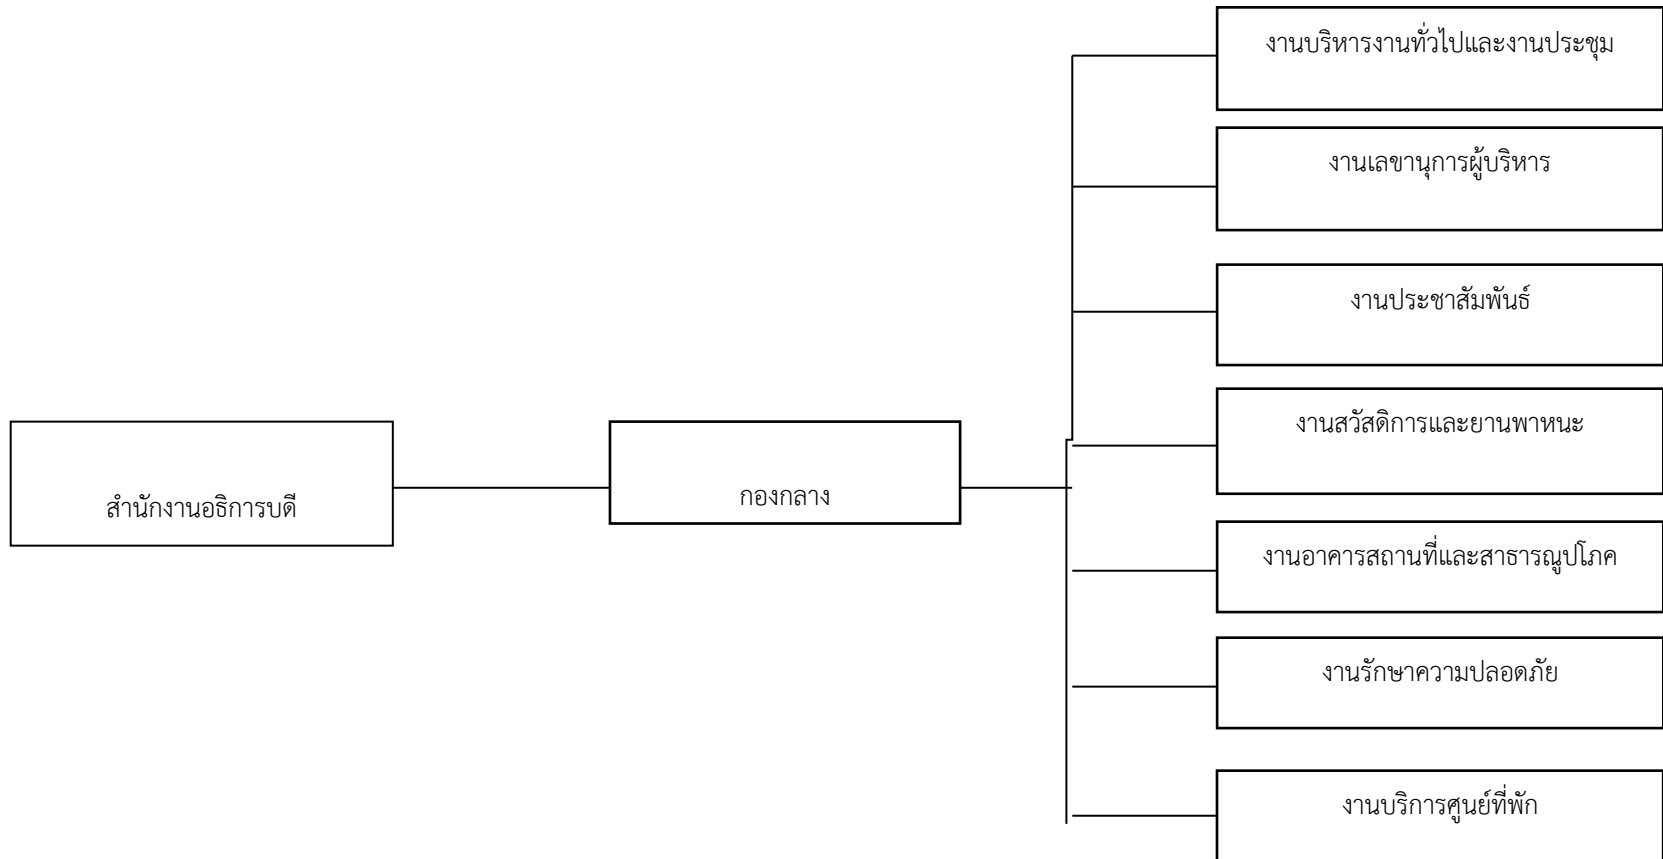 งานบริหารงานทั่วไปและงานประชุม
งานเลขานุการผู้บริหาร
งานประชาสัมพันธ์
งานสวัสดิการและยานพาหนะ
สำนักงานอธิการบดี
กองกลาง
งานอาคารสถานที่และสาธารณูปโภค
งานรักษาความปลอดภัย
งานบริการศูนย์ที่พัก